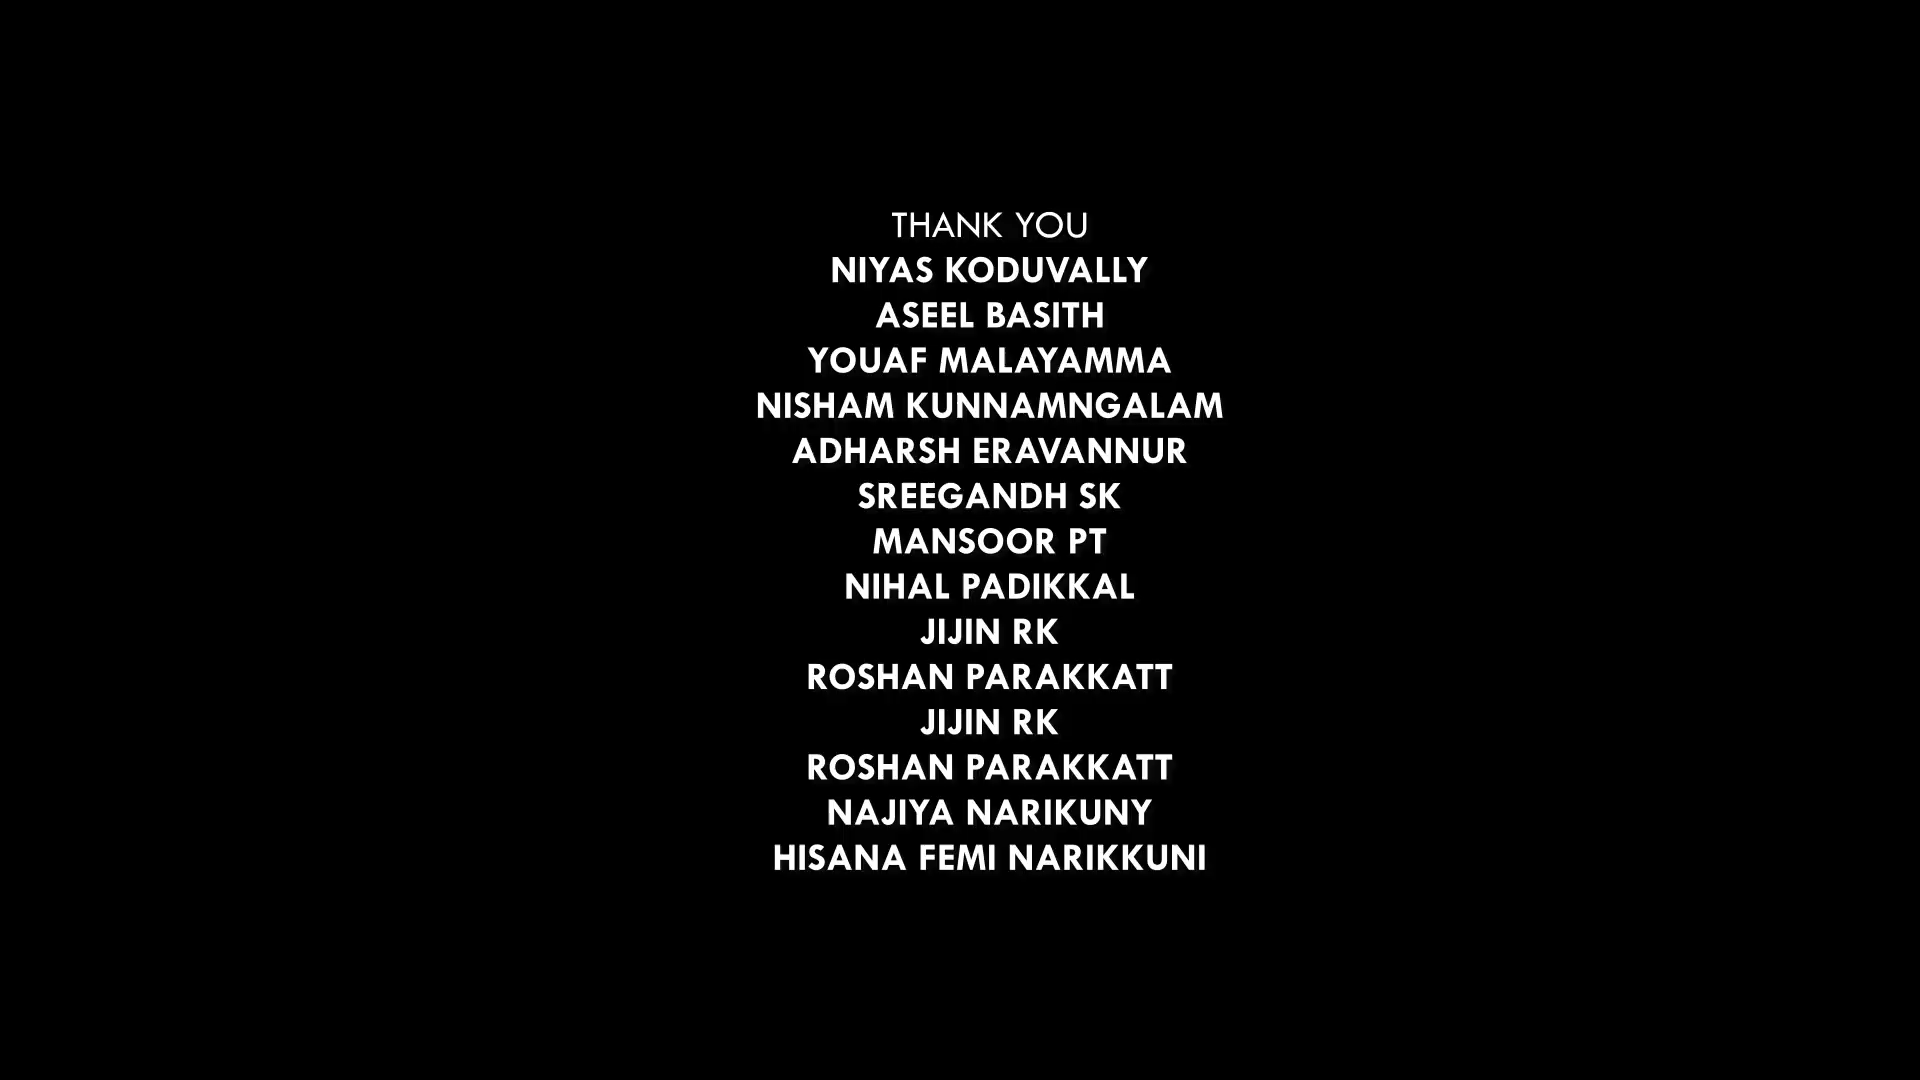 THANK YOU
NIYAS KODUVALLY
ASEEL BASITH
YOUAF MALAYAMMA
NISHAM KUNNAMNGALAM
ADHARSH ERAVANNUR
SREEGANDH SK
MANSOOR PT
NIHAL PADIKKAL
JIJIN RK
ROSHAN PARAKKATT
JIJIN RK
ROSHAN PARAKKATT
NAJIYA NARIKUNY
HISANA FEMI NARIKKUNI